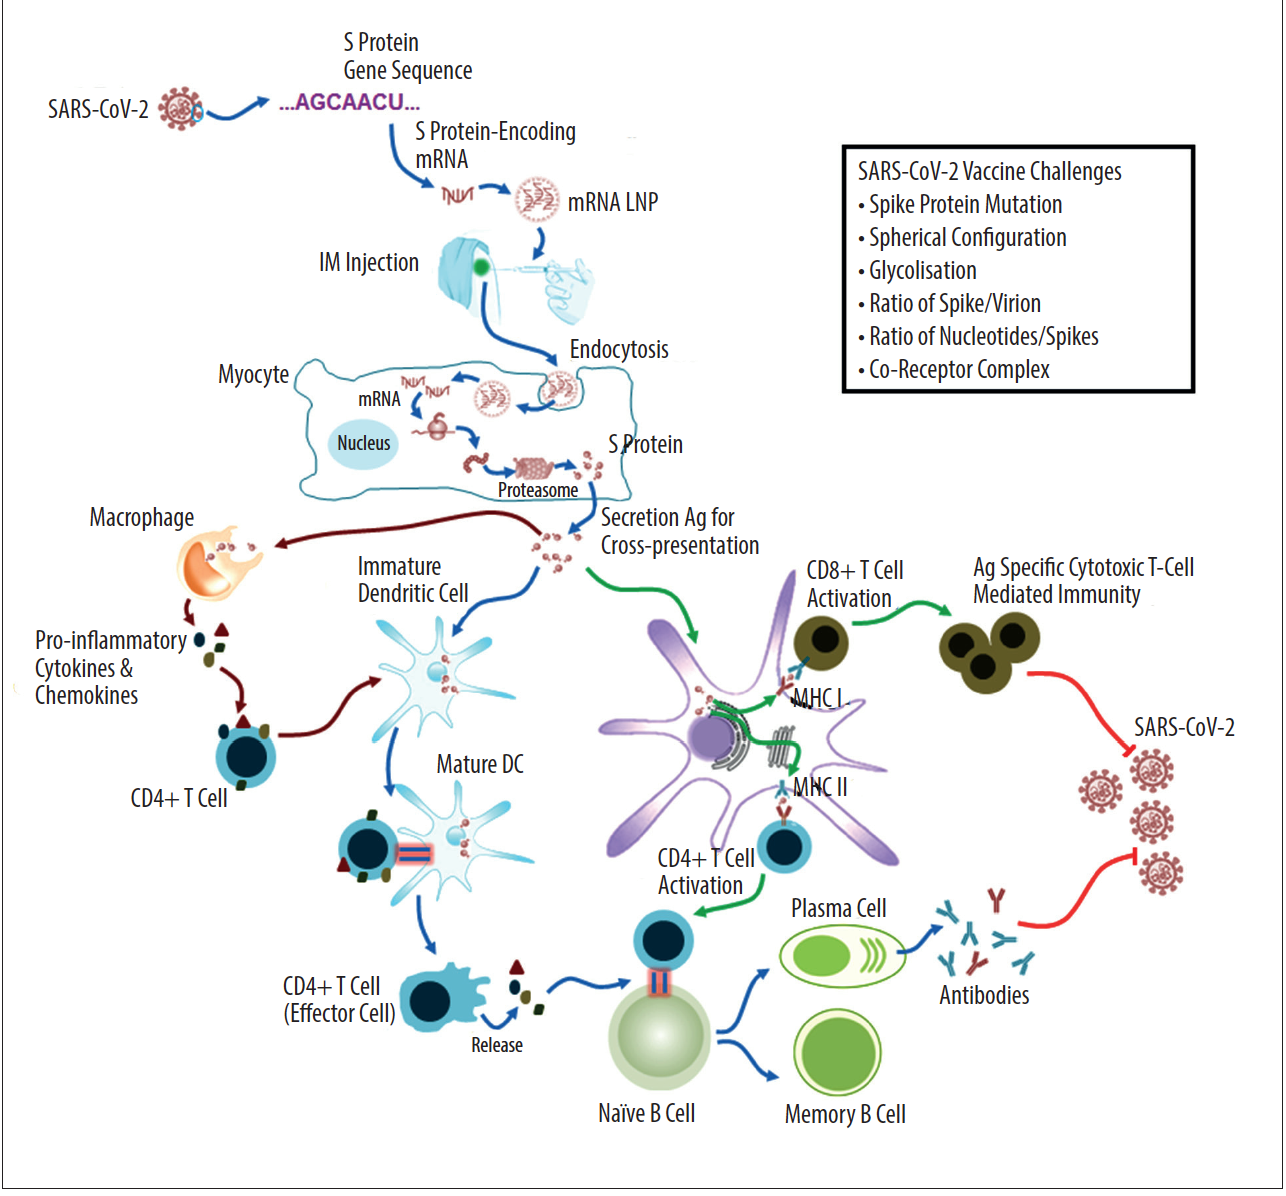 S Protein
Gene Sequence
SARS-CoV-2
...AGCAACU...
S Protein-Encoding
mRNA
mRNA LNP
IM Injection
SARS-CoV-2 Vaccine Challenges
• Spike Protein Mutation
• Spherical Configuration
• Glycolisation
• Ratio of Spike/Virion
• Ratio of Nucleotides/Spikes
• Co-Receptor Complex
Endocytosis
Myocyte
mRNA
Nucleus
S Protein
Proteasome
Secretion Ag for
Cross-presentation
Macrophage
Immature
Dendritic Cell
CD8+ T Cell
Activation
Ag Specific Cytotoxic T-Cell
Mediated Immunity
Pro-inflammatory
Cytokines &
Chemokines
MHC I
SARS-CoV-2
CD4+ T Cell
Mature DC
MHC II
CD4+ T Cell
Activation
Plasma Cell
CD4+ T Cell
(Effector Cell)
Release
Antibodies
Naïve B Cell
Memory B Cell